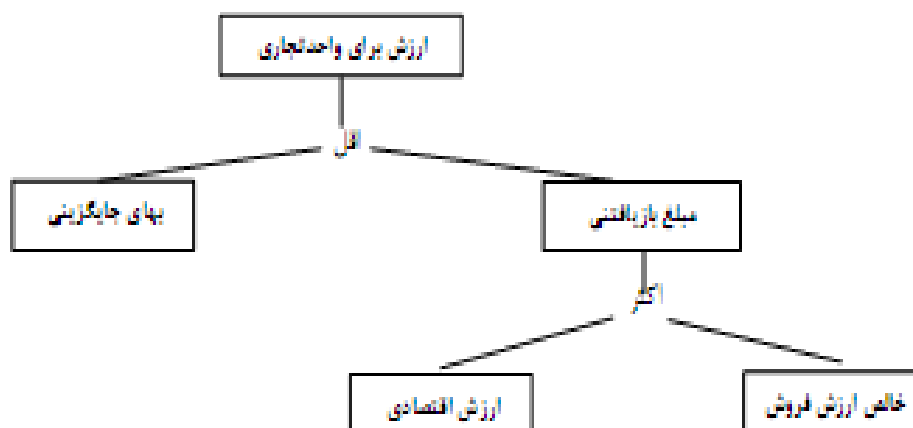 ارزش برای واحدتجاری
اقل
بهای جایگزینی
مبلغ بازیافتنی
اکثر
ارزش اقتصادی
خالص ارزش فروش